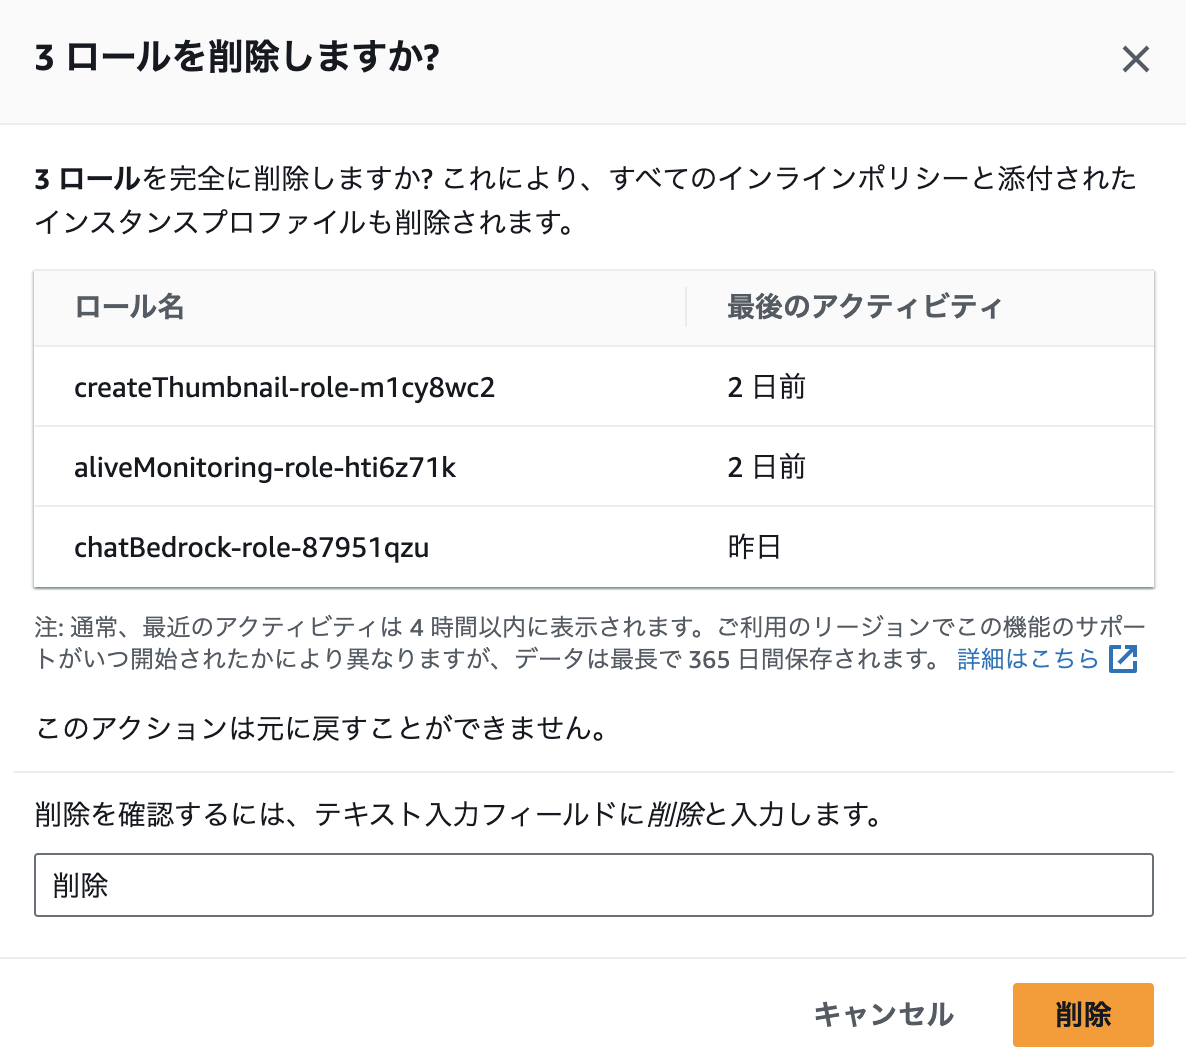 3 ロールを削除しますか?
3 ロールを完全に削除しますか? これにより、すべてのインラインポリシーと添付された
インスタンスプロファイルも削除されます。
ロール名 最後のアクティビティ
createThumbnail-role-m1cy8wc2 2 日前
aliveMonitoring-role-hti6z71k 2 日前
chatBedrock-role-87951qzu 昨日
注: 通常、最近のアクティビティは 4 時間以内に表示されます。ご利用のリージョンでこの機能のサポー
トがいつ開始されたかにより異なりますが、データは最長で 365 日間保存されます。 詳細はこちら
このアクションは元に戻すことができません。
削除を確認するには、テキスト入力フィールドに削除と入力します。
削除
キャンセル 削除